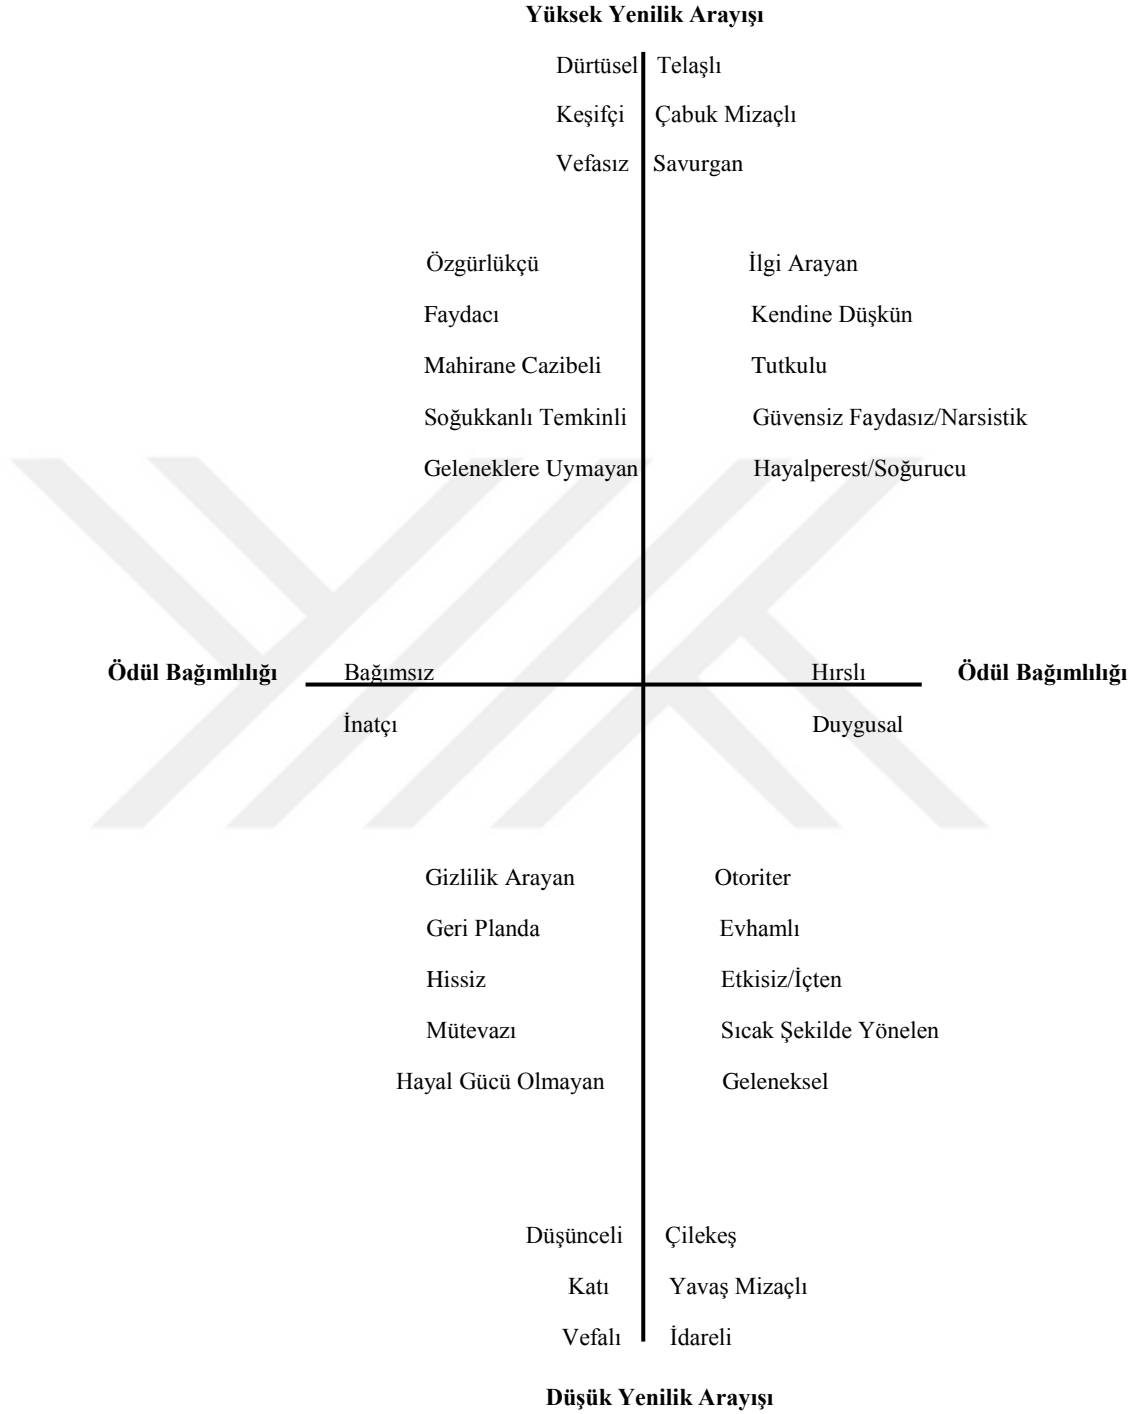 Yüksek Yenilik Arayışı
Dürtüsel Telaşlı
Keşifçi Çabuk Mizaçlı
Vefasız Savurgan
Özgürlükçü İlgi Arayan
Faydacı Kendine Düşkün
Mahirane Cazibeli Tutkulu
Soğukkanlı Temkinli Güvensiz Faydasız/Narsistik
Geleneklere Uymayan Hayalperest/Soğurucu
Ödül Bağımlılığı Bağımsız Hırslı Ödül Bağımlılığı
İnatçı Duygusal
Gizlilik Arayan Otoriter
Geri Planda Evhamlı
Hissiz Etkisiz/İçten
Mütevazı Sıcak Şekilde Yönelen
Hayal Gücü Olmayan Geleneksel
Düşünceli Çilekeş
Katı Yavaş Mizaçlı
Vefalı İdareli
Düşük Yenilik Arayışı